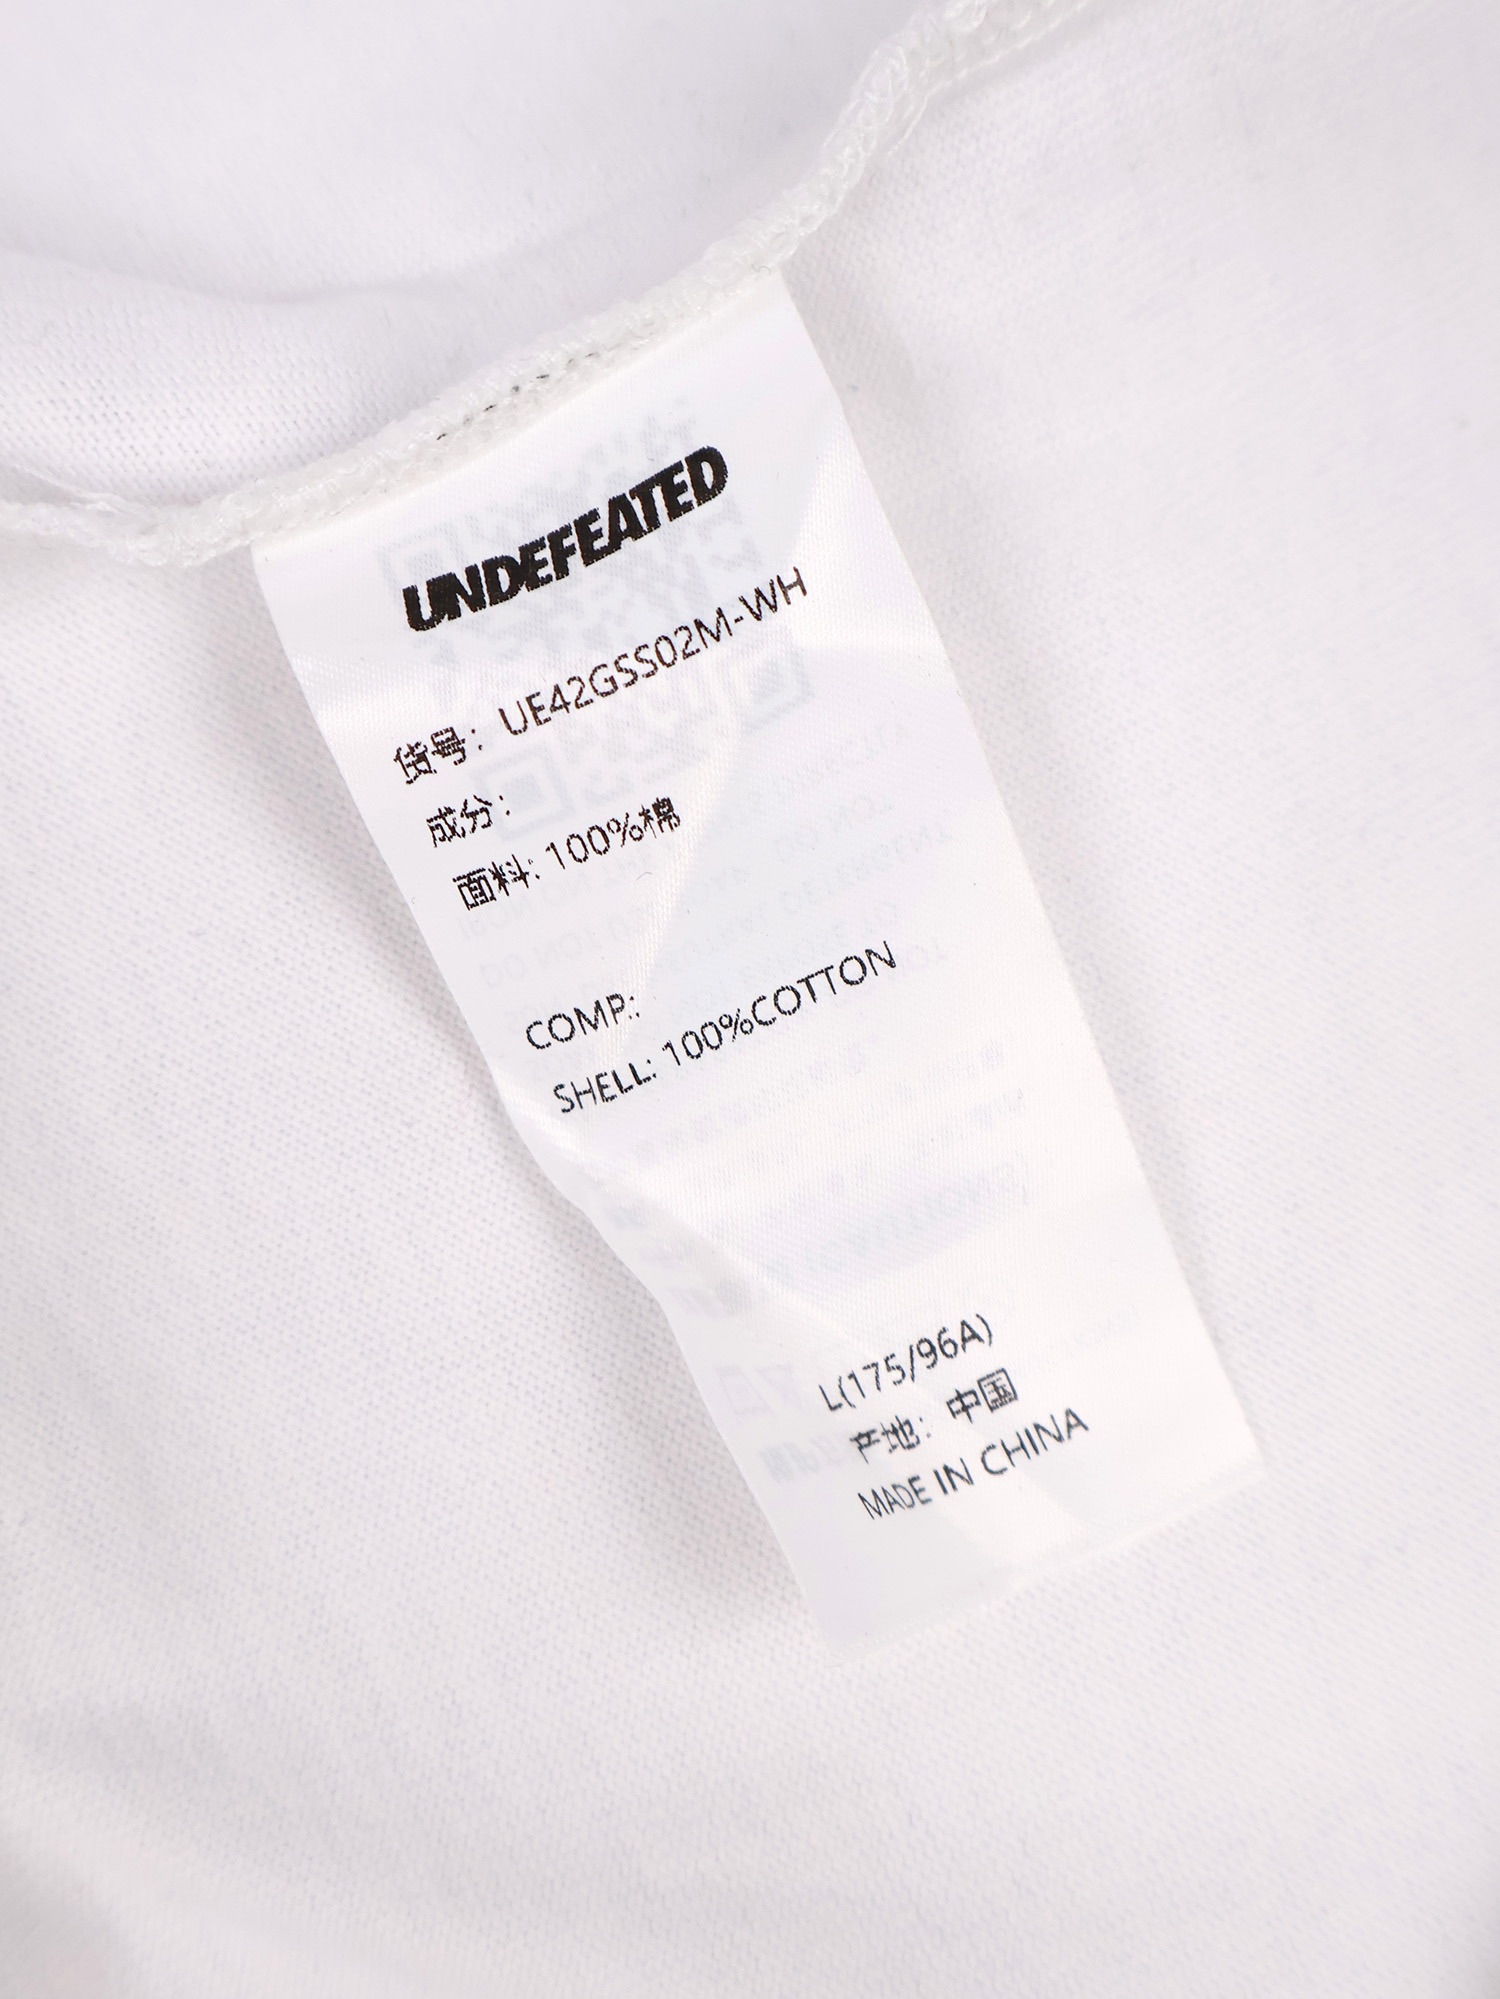 UNDEFEATED
货号: UE42GSS02M-WH
成分:
面料: 100%棉
COMP.:
SHELL: 100%COTTON
L(175/96A)
产地: 中国
MADE IN CHINA